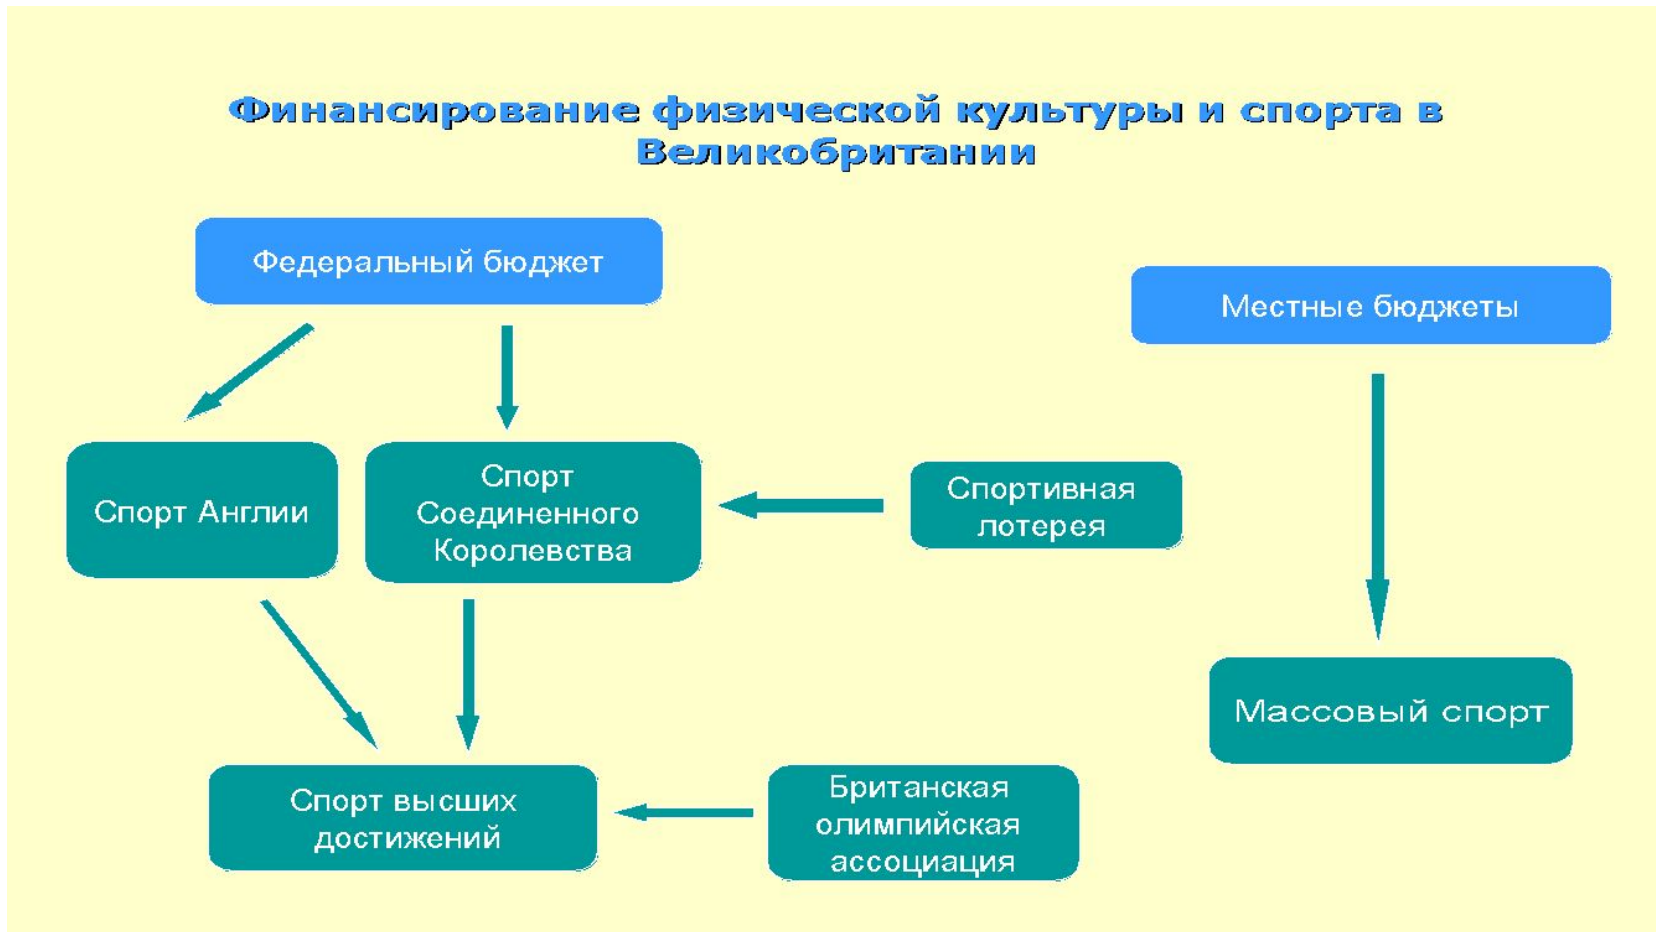 Финансирование физической культуры и спорта в
Великобритании
Федеральный бюджет
Местные бюджеты
Спорт Англии
Спорт
Соединенного
Королевства
Спортивная
лотерея
Массовый спорт
Спорт высших
достижений
Британская
олимпийская
ассоциация